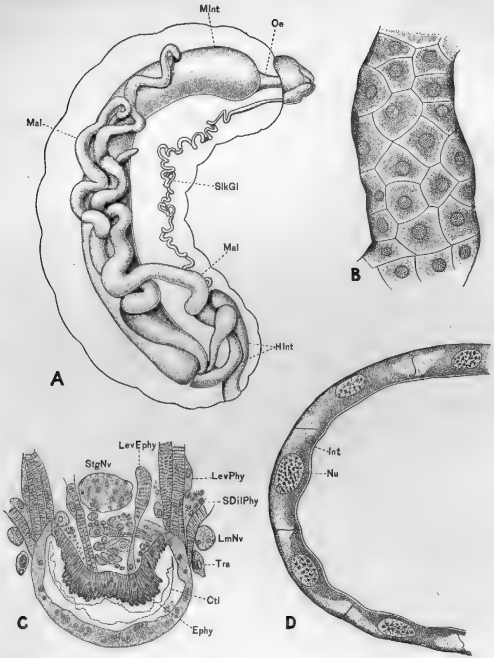 MInt
Oe
Mal
SlkGl
Mal
HInt
A
B
LevEphy
StgNv
LevPhy
SDilPhy
LmNv
Tra
Ctl
Ephy
C
Int
Nu
D